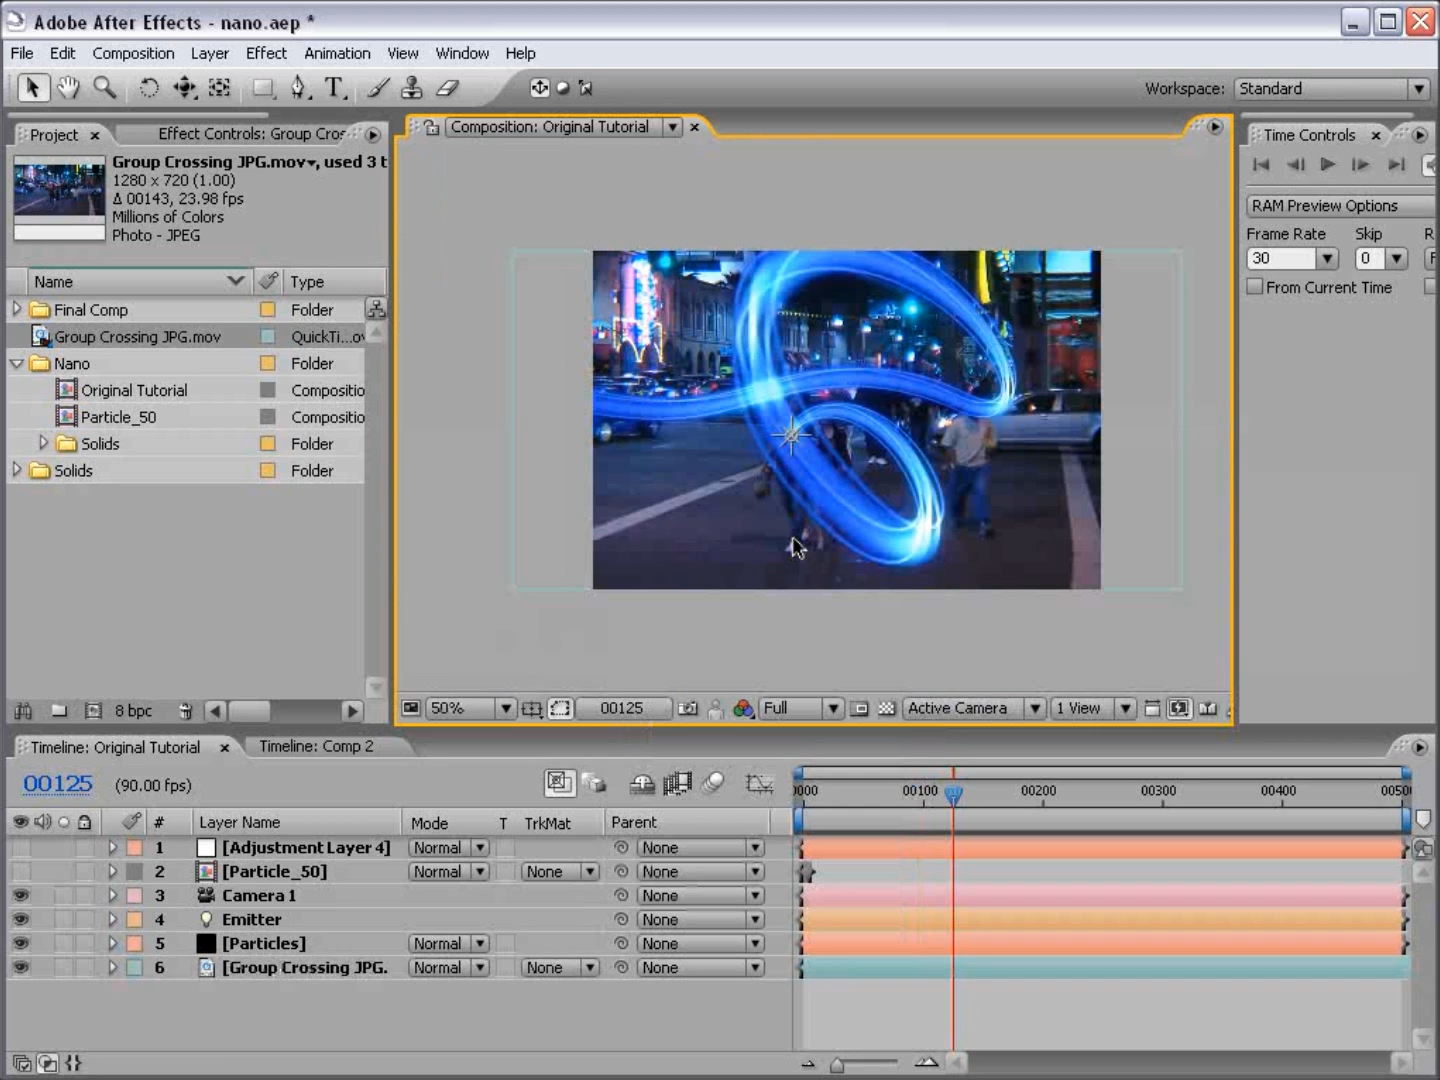 Adobe After Effects - nano.aep *
File Edit Composition Layer Effect Animation View Window Help
T
Workspace: Standard
Project × Effect Controls: Group Cros
Composition: Original Tutorial ×
Time Controls ×
Group Crossing JPG.mov▾, used 3 t
1280 x 720 (1.00)
Δ 00143, 23.98 fps
Millions of Colors
Photo - JPEG
RAM Preview Options
Frame Rate Skip R
30 0 F
From Current Time
Name Type
Final Comp Folder
Group Crossing JPG.mov QuickTi...ov
Nano Folder
Original Tutorial Compositio
Particle_50 Compositio
Solids Folder
Solids Folder
8 bpc
50% 00125 Full Active Camera 1 View
Timeline: Original Tutorial × Timeline: Comp 2
00125 (90.00 fps)
0000 00100 00200 00300 00400 0050
# Layer Name Mode T TrkMat Parent
1 [Adjustment Layer 4] Normal None
2 [Particle_50] Normal None None
3 Camera 1 None
4 Emitter None
5 [Particles] Normal None
6 [Group Crossing JPG. Normal None None